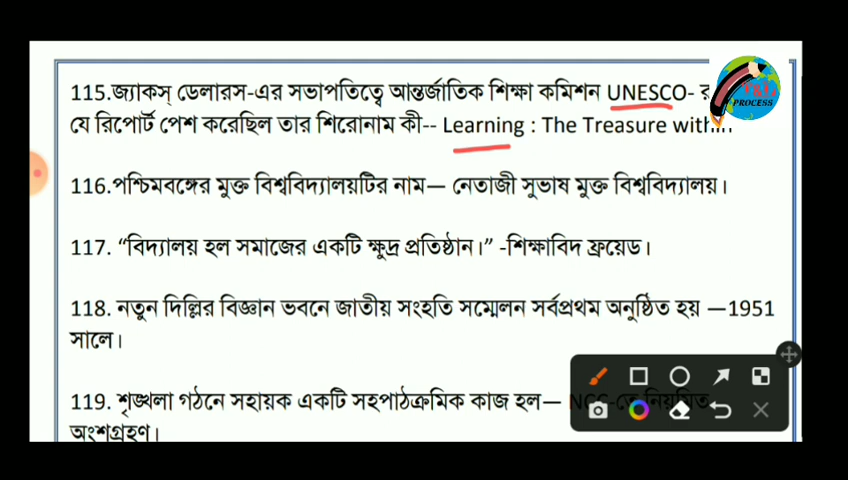 115.জ্যাকস্ ডেলারস-এর সভাপতিত্বে আন্তর্জাতিক শিক্ষা কমিশন UNESCO-
যে রিপোর্ট পেশ করেছিল তার শিরোনাম কী-- Learning : The Treasure within
PROCESS
116.পশ্চিমবঙ্গের মুক্ত বিশ্ববিদ্যালয়টির নাম— নেতাজী সুভাষ মুক্ত বিশ্ববিদ্যালয়।
117. “বিদ্যালয় হল সমাজের একটি ক্ষুদ্র প্রতিষ্ঠান।” -শিক্ষাবিদ ফ্রয়েড।
118. নতুন দিল্লির বিজ্ঞান ভবনে জাতীয় সংহতি সম্মেলন সর্বপ্রথম অনুষ্ঠিত হয় —1951
সালে।
119. শৃঙ্খলা গঠনে সহায়ক একটি সহপাঠক্রমিক কাজ হল— NCC-তে নিয়মিত
অংশগ্রহণ।